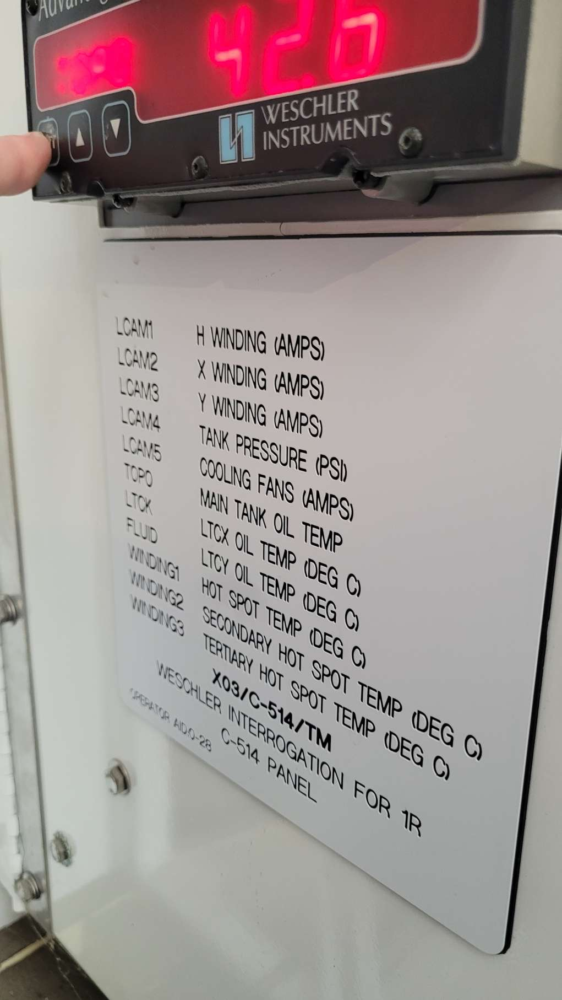 42.6
WESCHLER
INSTRUMENTS
LCAM1 H WINDING (AMPS)
LCAM2 X WINDING (AMPS)
LCAM3 Y WINDING (AMPS)
LCAM4 TANK PRESSURE (PSI)
LCAM5 COOLING FANS (AMPS)
TOPO MAIN TANK OIL TEMP
LTCK LTCX OIL TEMP (DEG C)
FLUID LTCY OIL TEMP (DEG C)
WINDING1 HOT SPOT TEMP (DEG C)
WINDING2 SECONDARY HOT SPOT TEMP (DEG C)
WINDING3 TERTIARY HOT SPOT TEMP (DEG C)
X03/C-514/TM
WESCHLER INTERROGATION FOR 1R
C-514 PANEL
OPERATOR AID:0-28